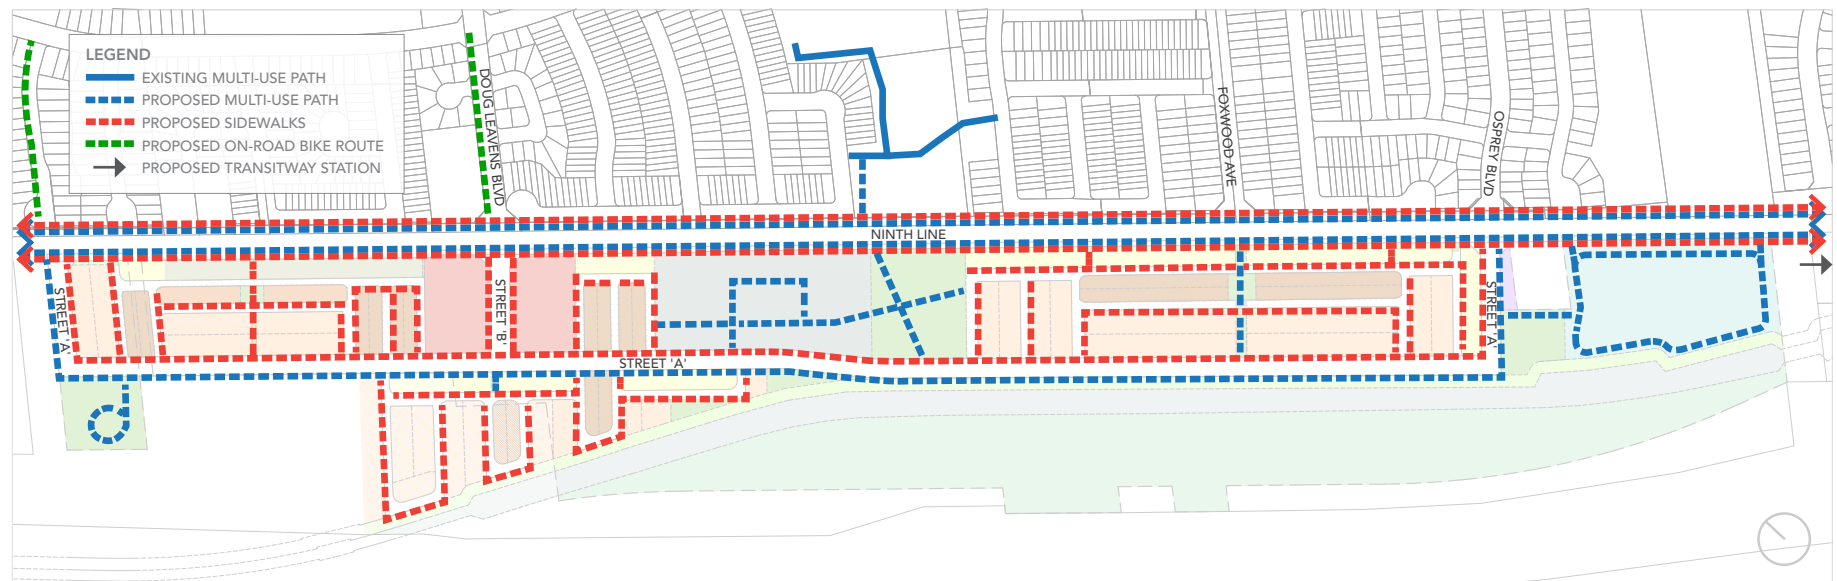 LEGEND
EXISTING MULTI-USE PATH
PROPOSED MULTI-USE PATH
PROPOSED SIDEWALKS
PROPOSED ON-ROAD BIKE ROUTE
PROPOSED TRANSITWAY STATION
DOUG LEAVENS BLVD
FOXWOOD AVE
OSPREY BLVD
NINTH LINE
STREET 'A'
STREET 'B'
STREET 'A'
STREET 'A'